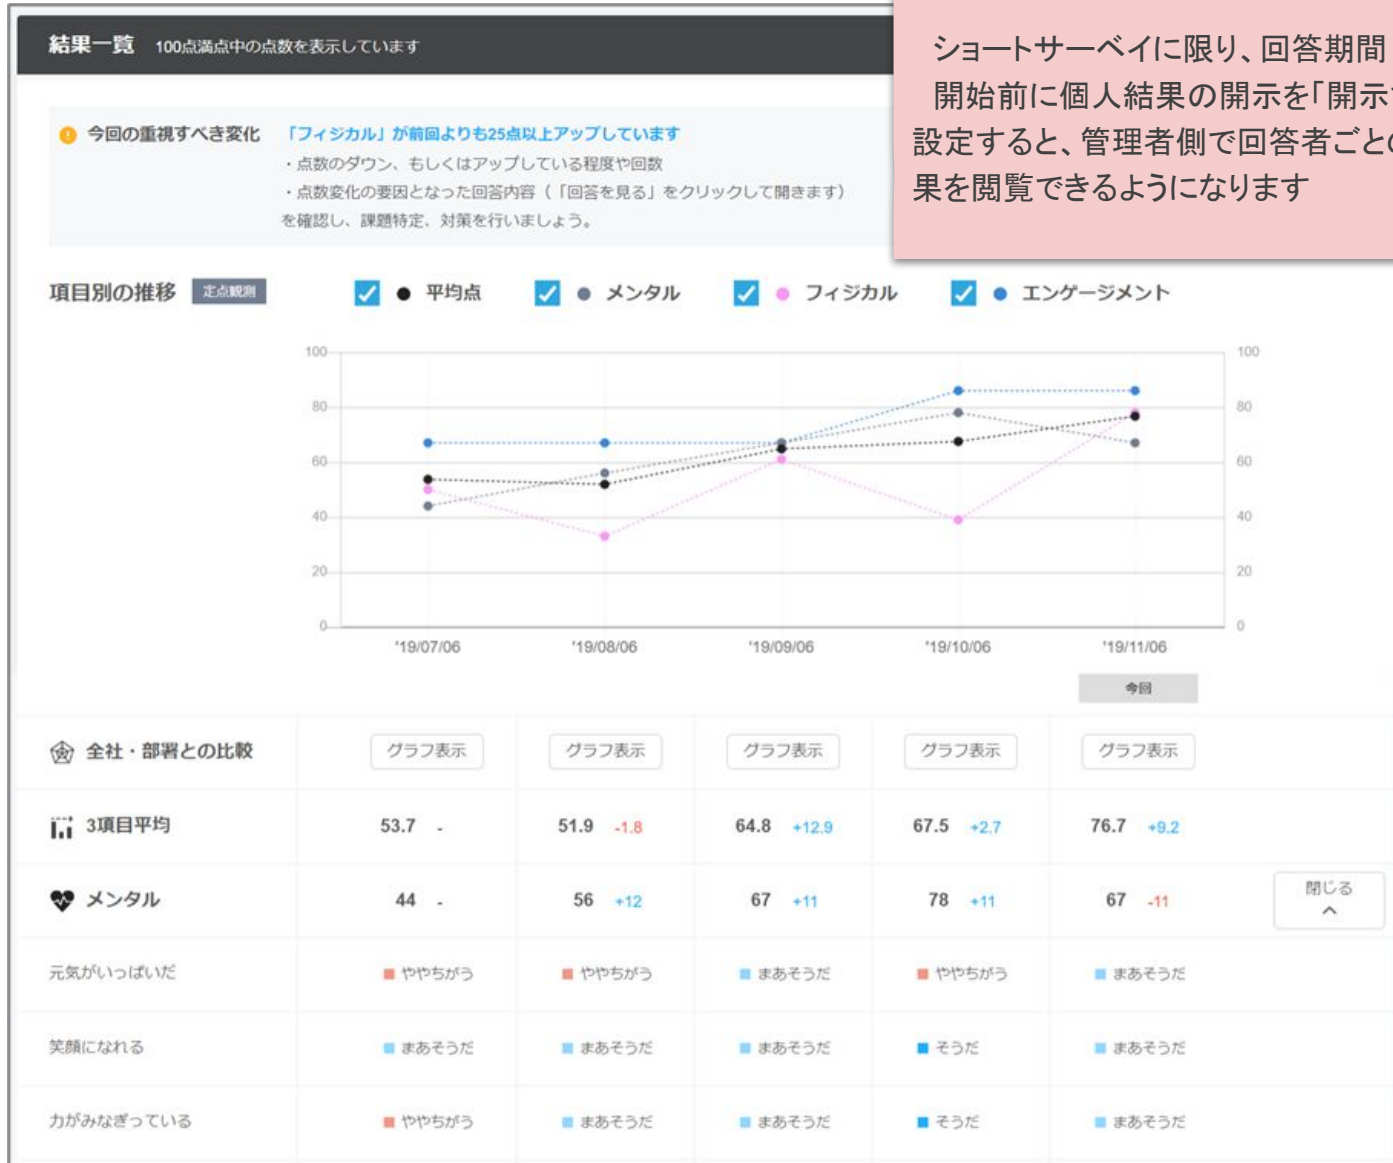 結果一覧 100点満点中の点数を表示しています
ショートサーベイに限り、回答期間
開始前に個人結果の開示を「開示
設定すると、管理者側で回答者ごと
果を閲覧できるようになります
今回の重視すべき変化 「フィジカル」が前回よりも25点以上アップしています
・点数のダウン、もしくはアップしている程度や回数
・点数変化の要因となった回答内容（「回答を見る」をクリックして開きます）
を確認し、課題特定、対策を行いましょう。
項目別の推移 定点観測 平均点 メンタル フィジカル エンゲージメント
100 100
80 80
60 60
40 40
20 20
0 0
'19/07/06 '19/08/06 '19/09/06 '19/10/06 '19/11/06
今回
全社・部署との比較 グラフ表示 グラフ表示 グラフ表示 グラフ表示 グラフ表示
3項目平均 53.7 - 51.9 -1.8 64.8 +12.9 67.5 +2.7 76.7 +9.2
メンタル 44 - 56 +12 67 +11 78 +11 67 -11 閉じる
元気がいっぱいだ ややちがう ややちがう まあそうだ ややちがう まあそうだ
笑顔になれる まあそうだ まあそうだ まあそうだ そうだ まあそうだ
力がみなぎっている ややちがう まあそうだ まあそうだ そうだ まあそうだ